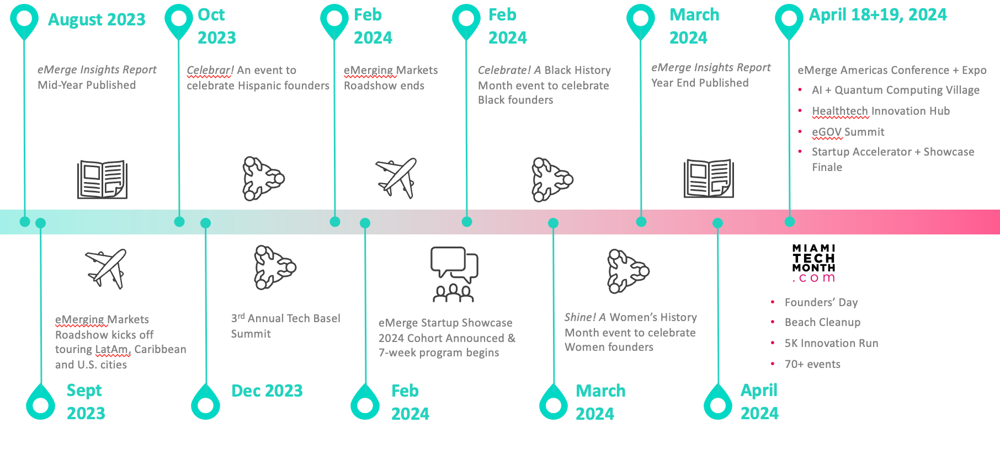 August 2023
eMerge Insights Report
Mid-Year Published
Oct
2023
Celebrar! An event to
celebrate Hispanic founders
Feb
2024
eMerging Markets
Roadshow ends
Feb
2024
Celebrate! A Black History
Month event to celebrate
Black founders
March
2024
eMerge Insights Report
Year End Published
April 18+19, 2024
eMerge Americas Conference + Expo
• AI + Quantum Computing Village
• Healthtech Innovation Hub
• eGOV Summit
• Startup Accelerator + Showcase
Finale
eMerging Markets
Roadshow kicks off
touring LatAm, Caribbean
and U.S. cities
Sept
2023
3rd Annual Tech Basel
Summit
Dec 2023
eMerge Startup Showcase
2024 Cohort Announced &
7-week program begins
Feb
2024
Shine! A Women’s History
Month event to celebrate
Women founders
March
2024
MIAMI
TECH
MONTH
.com
• Founders’ Day
• Beach Cleanup
• 5K Innovation Run
• 70+ events
April
2024